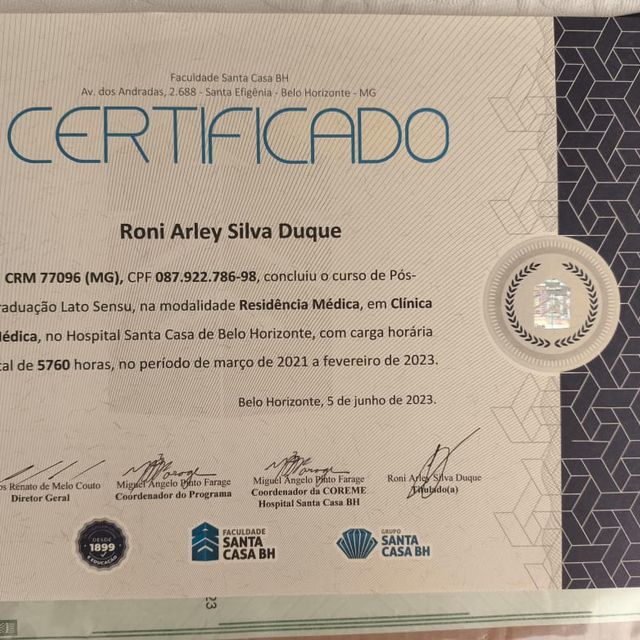 Faculdade Santa Casa BH
Av. dos Andradas, 2.688 - Santa Efigênia - Belo Horizonte - MG
CERTIFICADO
Roni Arley Silva Duque
CRM 77096 (MG), CPF 087.922.786-98, concluiu o curso de Pós-
raduação Lato Sensu, na modalidade Residência Médica, em Clínica
édica, no Hospital Santa Casa de Belo Horizonte, com carga horária
tal de 5760 horas, no período de março de 2021 a fevereiro de 2023.
Belo Horizonte, 5 de junho de 2023.
os Renato de Melo Couto
Diretor Geral
Miguel Angelo Pinto Farage
Coordenador do Programa
Miguel Angelo Pinto Farage
Coordenador da COREME
Hospital Santa Casa BH
Roni Arley Silva Duque
Titulado(a)
DESDE
1899
É EDUCAÇÃO
FACULDADE
SANTA
CASA BH
GRUPO
SANTA
CASA BH
23